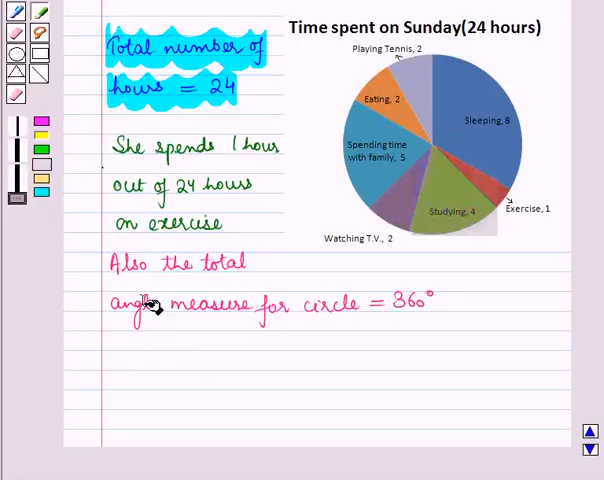 Time spent on Sunday(24 hours)
Total number of
hours = 24
She spends 1 hour
out of 24 hours
on exercise
Also the total
angle measure for circle = 360°
Playing Tennis, 2
Eating, 2
Sleeping, 8
Spending time
with family, 5
Studying, 4
Exercise, 1
Watching T.V., 2